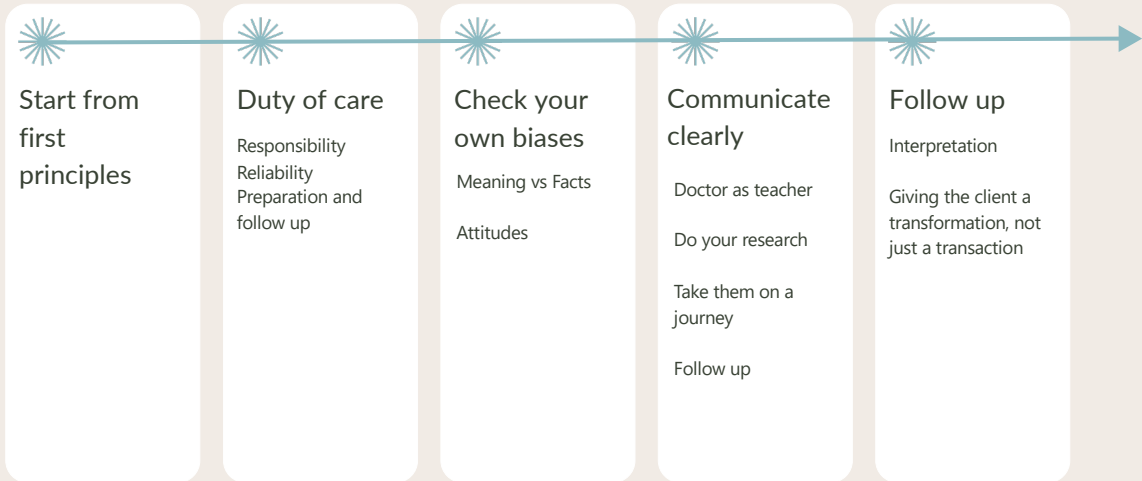 Start from
first
principles
Duty of care
Responsibility
Reliability
Preparation and
follow up
Check your
own biases
Meaning vs Facts
Attitudes
Communicate
clearly
Doctor as teacher
Do your research
Take them on a
journey
Follow up
Follow up
Interpretation
Giving the client a
transformation, not
just a transaction